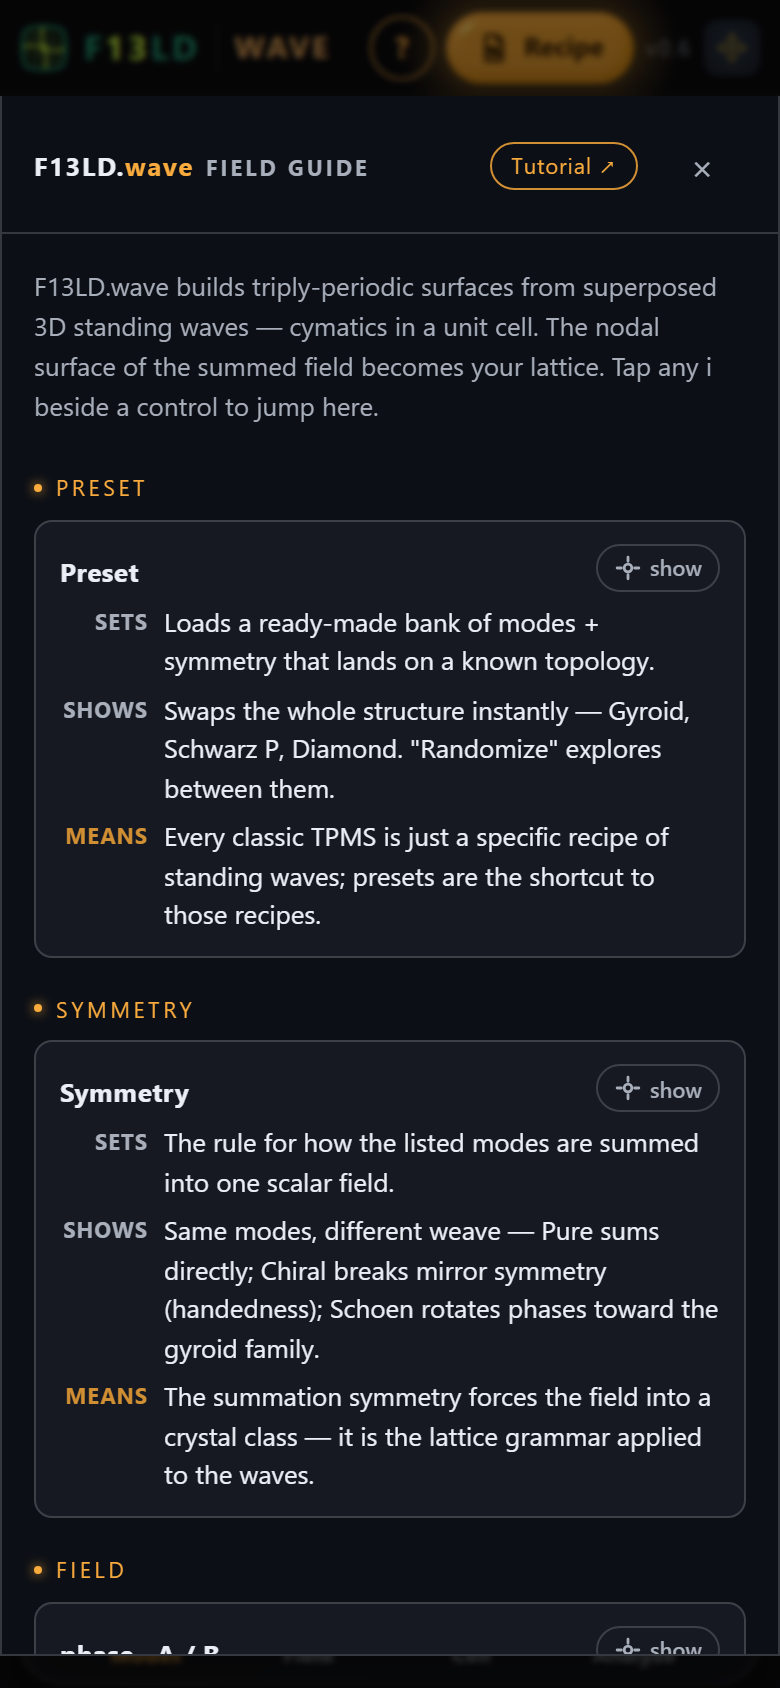 F13LD WAVE ? Recipe v0.6
F13LD.wave FIELD GUIDE Tutorial ↗ ×
F13LD.wave builds triply-periodic surfaces from superposed
3D standing waves — cymatics in a unit cell. The nodal
surface of the summed field becomes your lattice. Tap any i
beside a control to jump here.
PRESET
Preset show
SETS Loads a ready-made bank of modes +
symmetry that lands on a known topology.
SHOWS Swaps the whole structure instantly — Gyroid,
Schwarz P, Diamond. "Randomize" explores
between them.
MEANS Every classic TPMS is just a specific recipe of
standing waves; presets are the shortcut to
those recipes.
SYMMETRY
Symmetry show
SETS The rule for how the listed modes are summed
into one scalar field.
SHOWS Same modes, different weave — Pure sums
directly; Chiral breaks mirror symmetry
(handedness); Schoen rotates phases toward the
gyroid family.
MEANS The summation symmetry forces the field into a
crystal class — it is the lattice grammar applied
to the waves.
FIELD
show